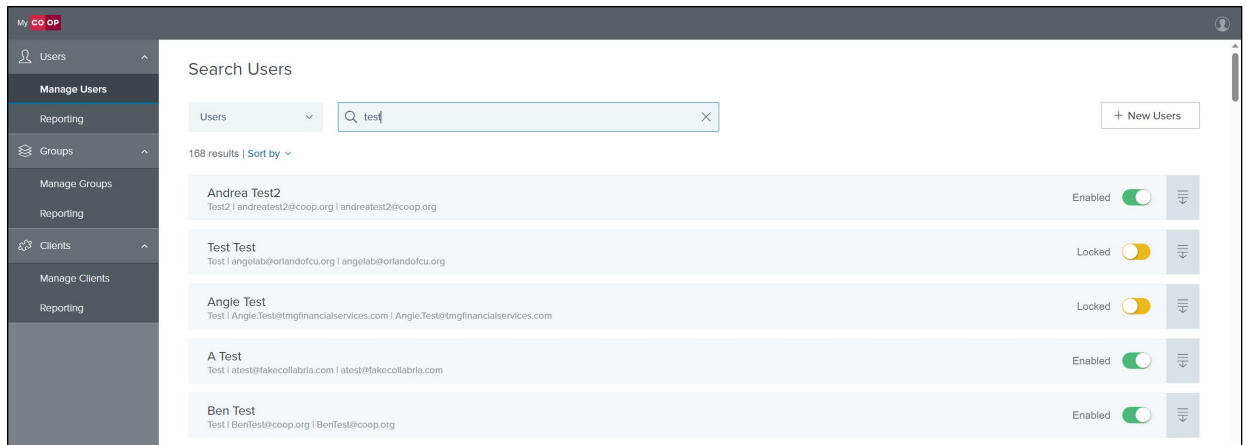 My CO OP
Users
Manage Users
Reporting
Groups
Manage Groups
Reporting
Clients
Manage Clients
Reporting
Search Users
Users
test
+ New Users
168 results | Sort by
Andrea Test2
Enabled
Test2 | andreatest2@coop.org | andreatest2@coop.org
Test Test
Locked
Test | angelab@orlandofcu.org | angelab@orlandofcu.org
Angie Test
Locked
Test | Angie.Test@tmgfinancialservices.com | Angie.Test@tmgfinancialservices.com
A Test
Enabled
Test | atest@fakecollabria.com | atest@fakecollabria.com
Ben Test
Enabled
Test | BenTest@coop.org | BenTest@coop.org